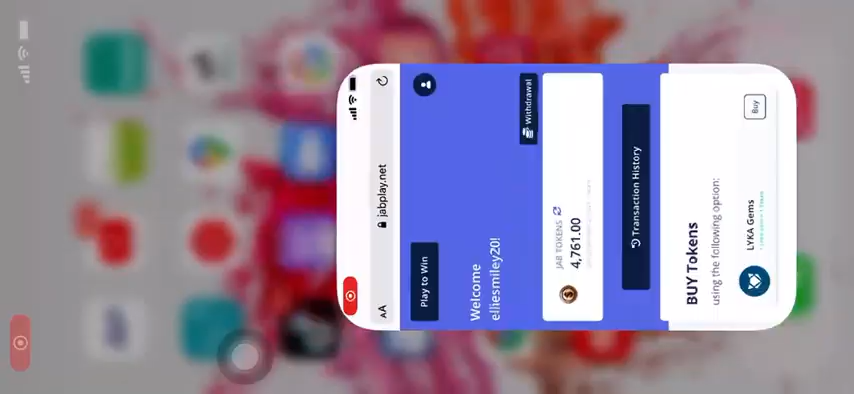 AA
jabplay.net
Play to Win
Welcome
elliesmiley20!
Withdrawal
JAB TOKENS
4,761.00
Transaction History
BUY Tokens
using the following option:
LYKA Gems
Buy